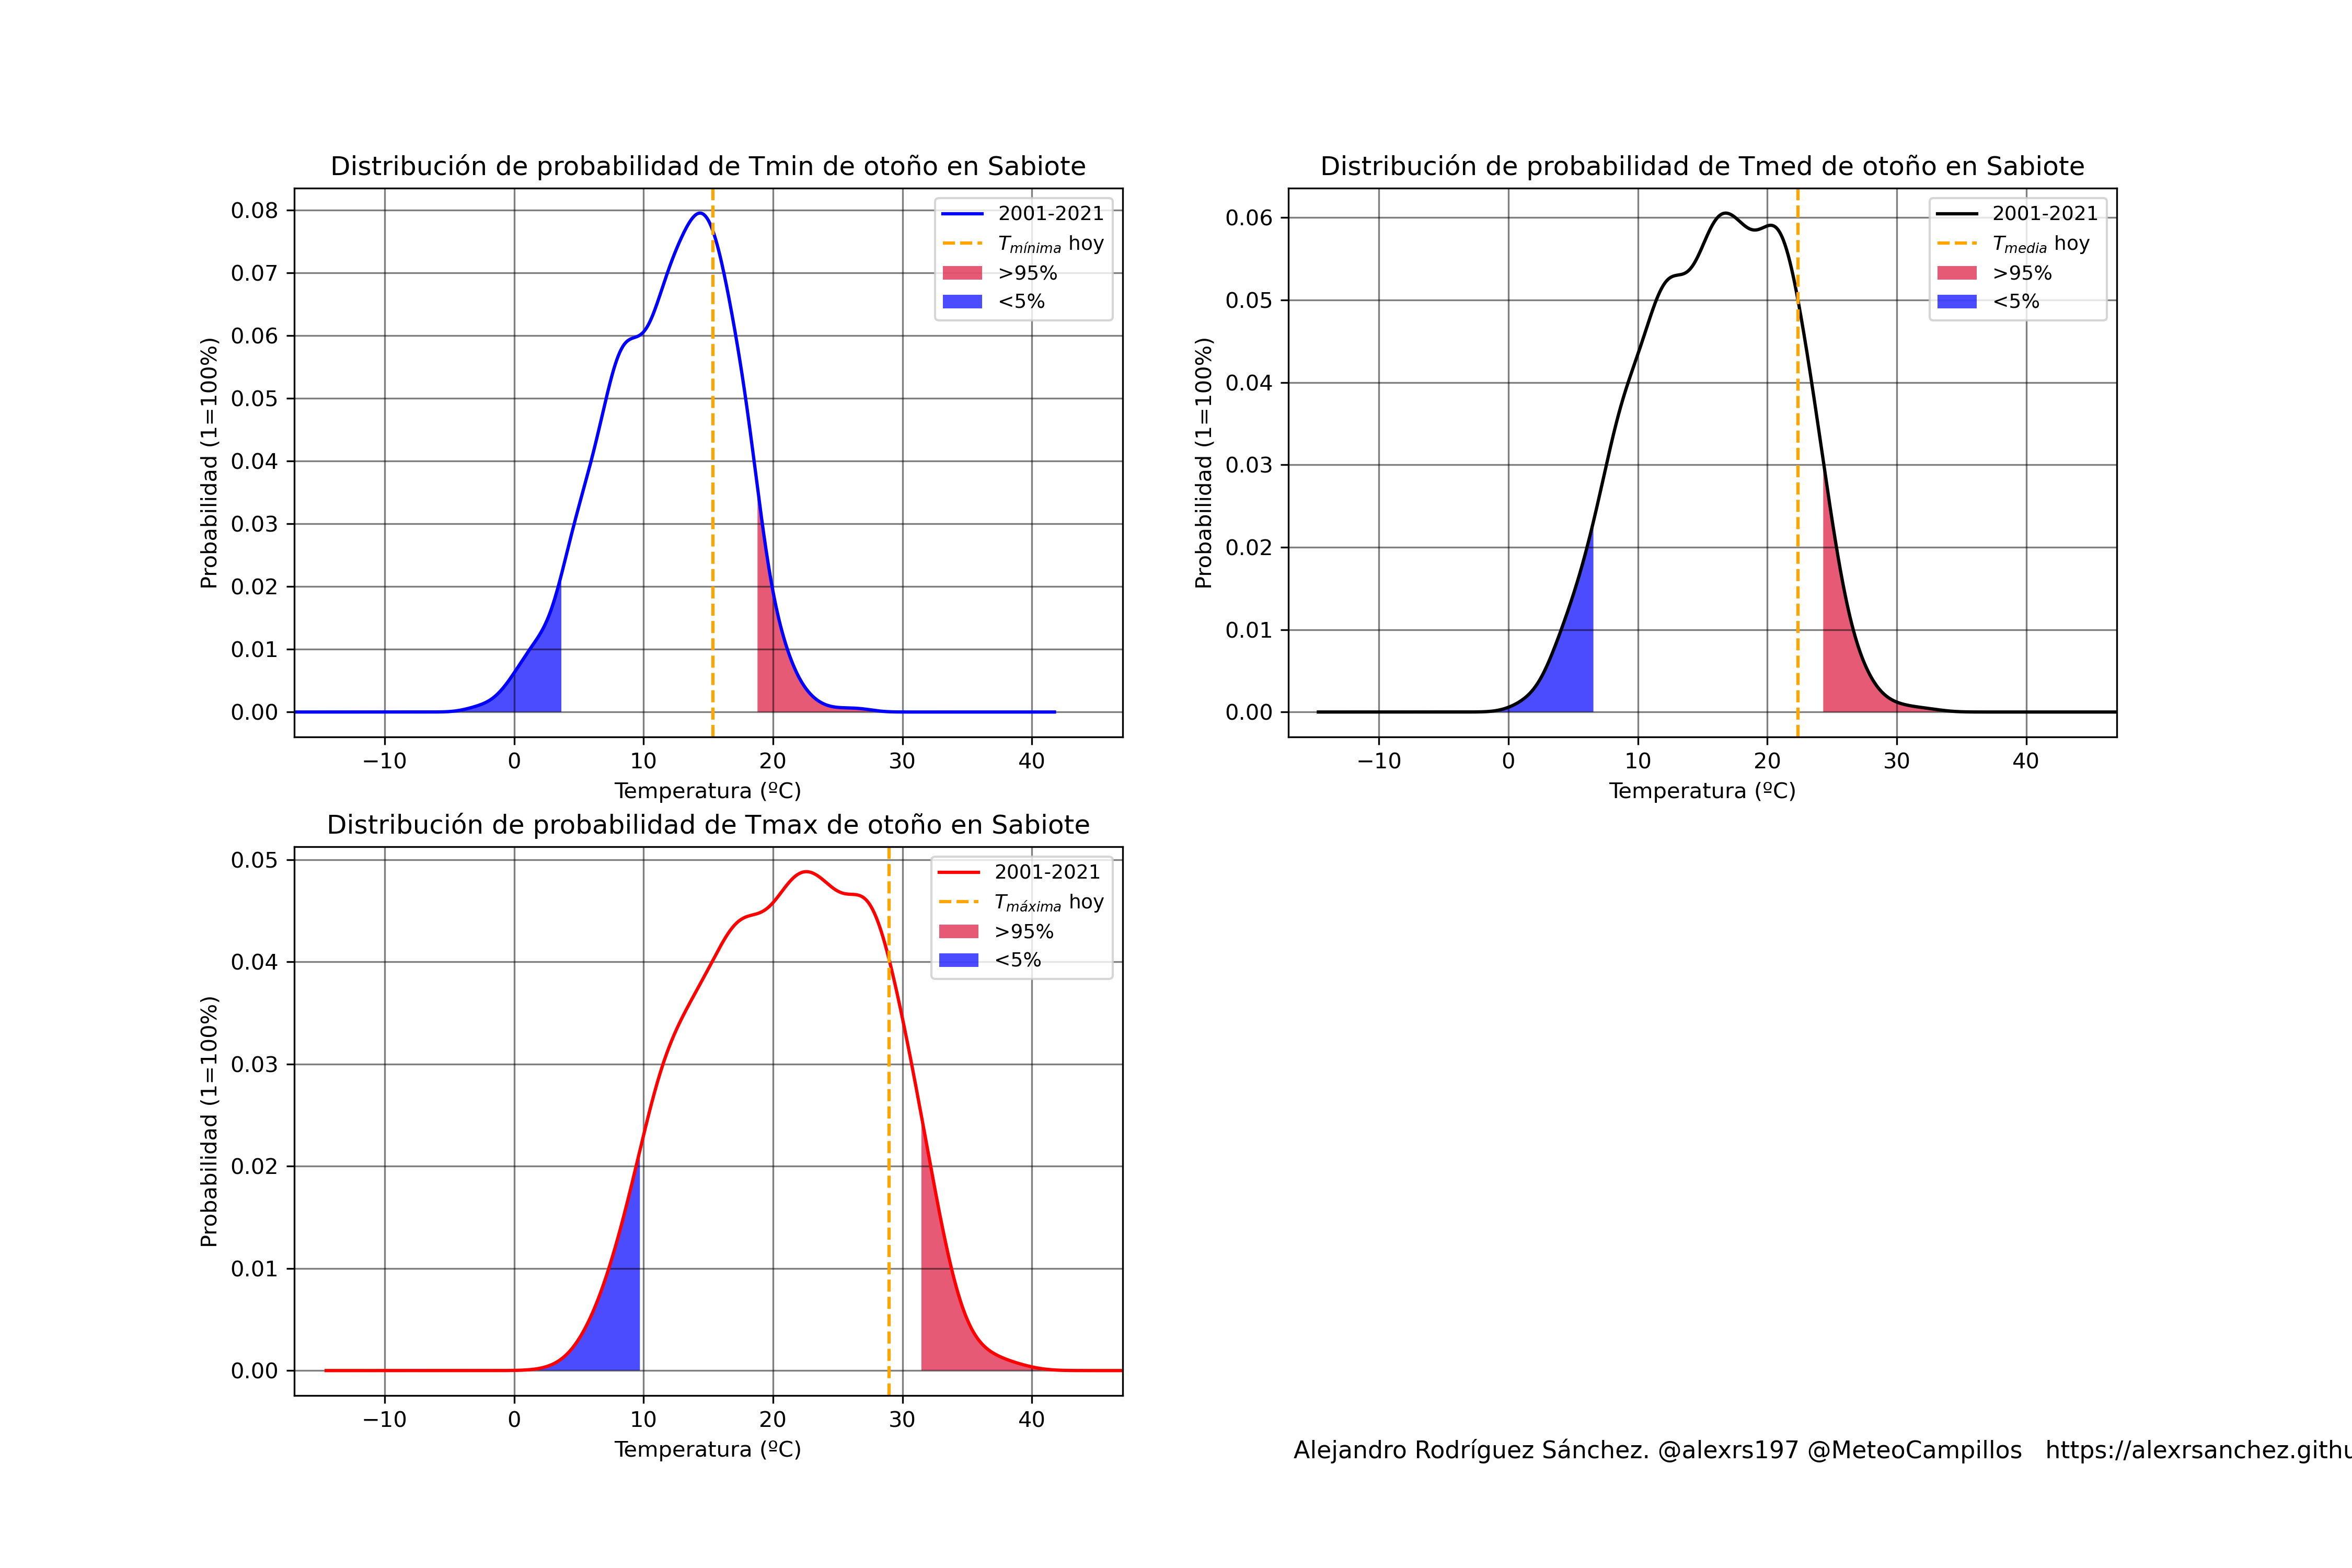 Distribución de probabilidad de Tmin de otoño en Sabiote
Probabilidad (1=100%)
0.08
0.07
0.06
0.05
0.04
0.03
0.02
0.01
0.00
2001-2021
Tmínima hoy
>95%
<5%
−10 0 10 20 30 40
Temperatura (ºC)
Distribución de probabilidad de Tmed de otoño en Sabiote
Probabilidad (1=100%)
0.06
0.05
0.04
0.03
0.02
0.01
0.00
2001-2021
Tmedia hoy
>95%
<5%
−10 0 10 20 30 40
Temperatura (ºC)
Distribución de probabilidad de Tmax de otoño en Sabiote
Probabilidad (1=100%)
0.05
0.04
0.03
0.02
0.01
0.00
2001-2021
Tmáxima hoy
>95%
<5%
−10 0 10 20 30 40
Temperatura (ºC)
Alejandro Rodríguez Sánchez. @alexrs197 @MeteoCampillos https://alexrsanchez.githu